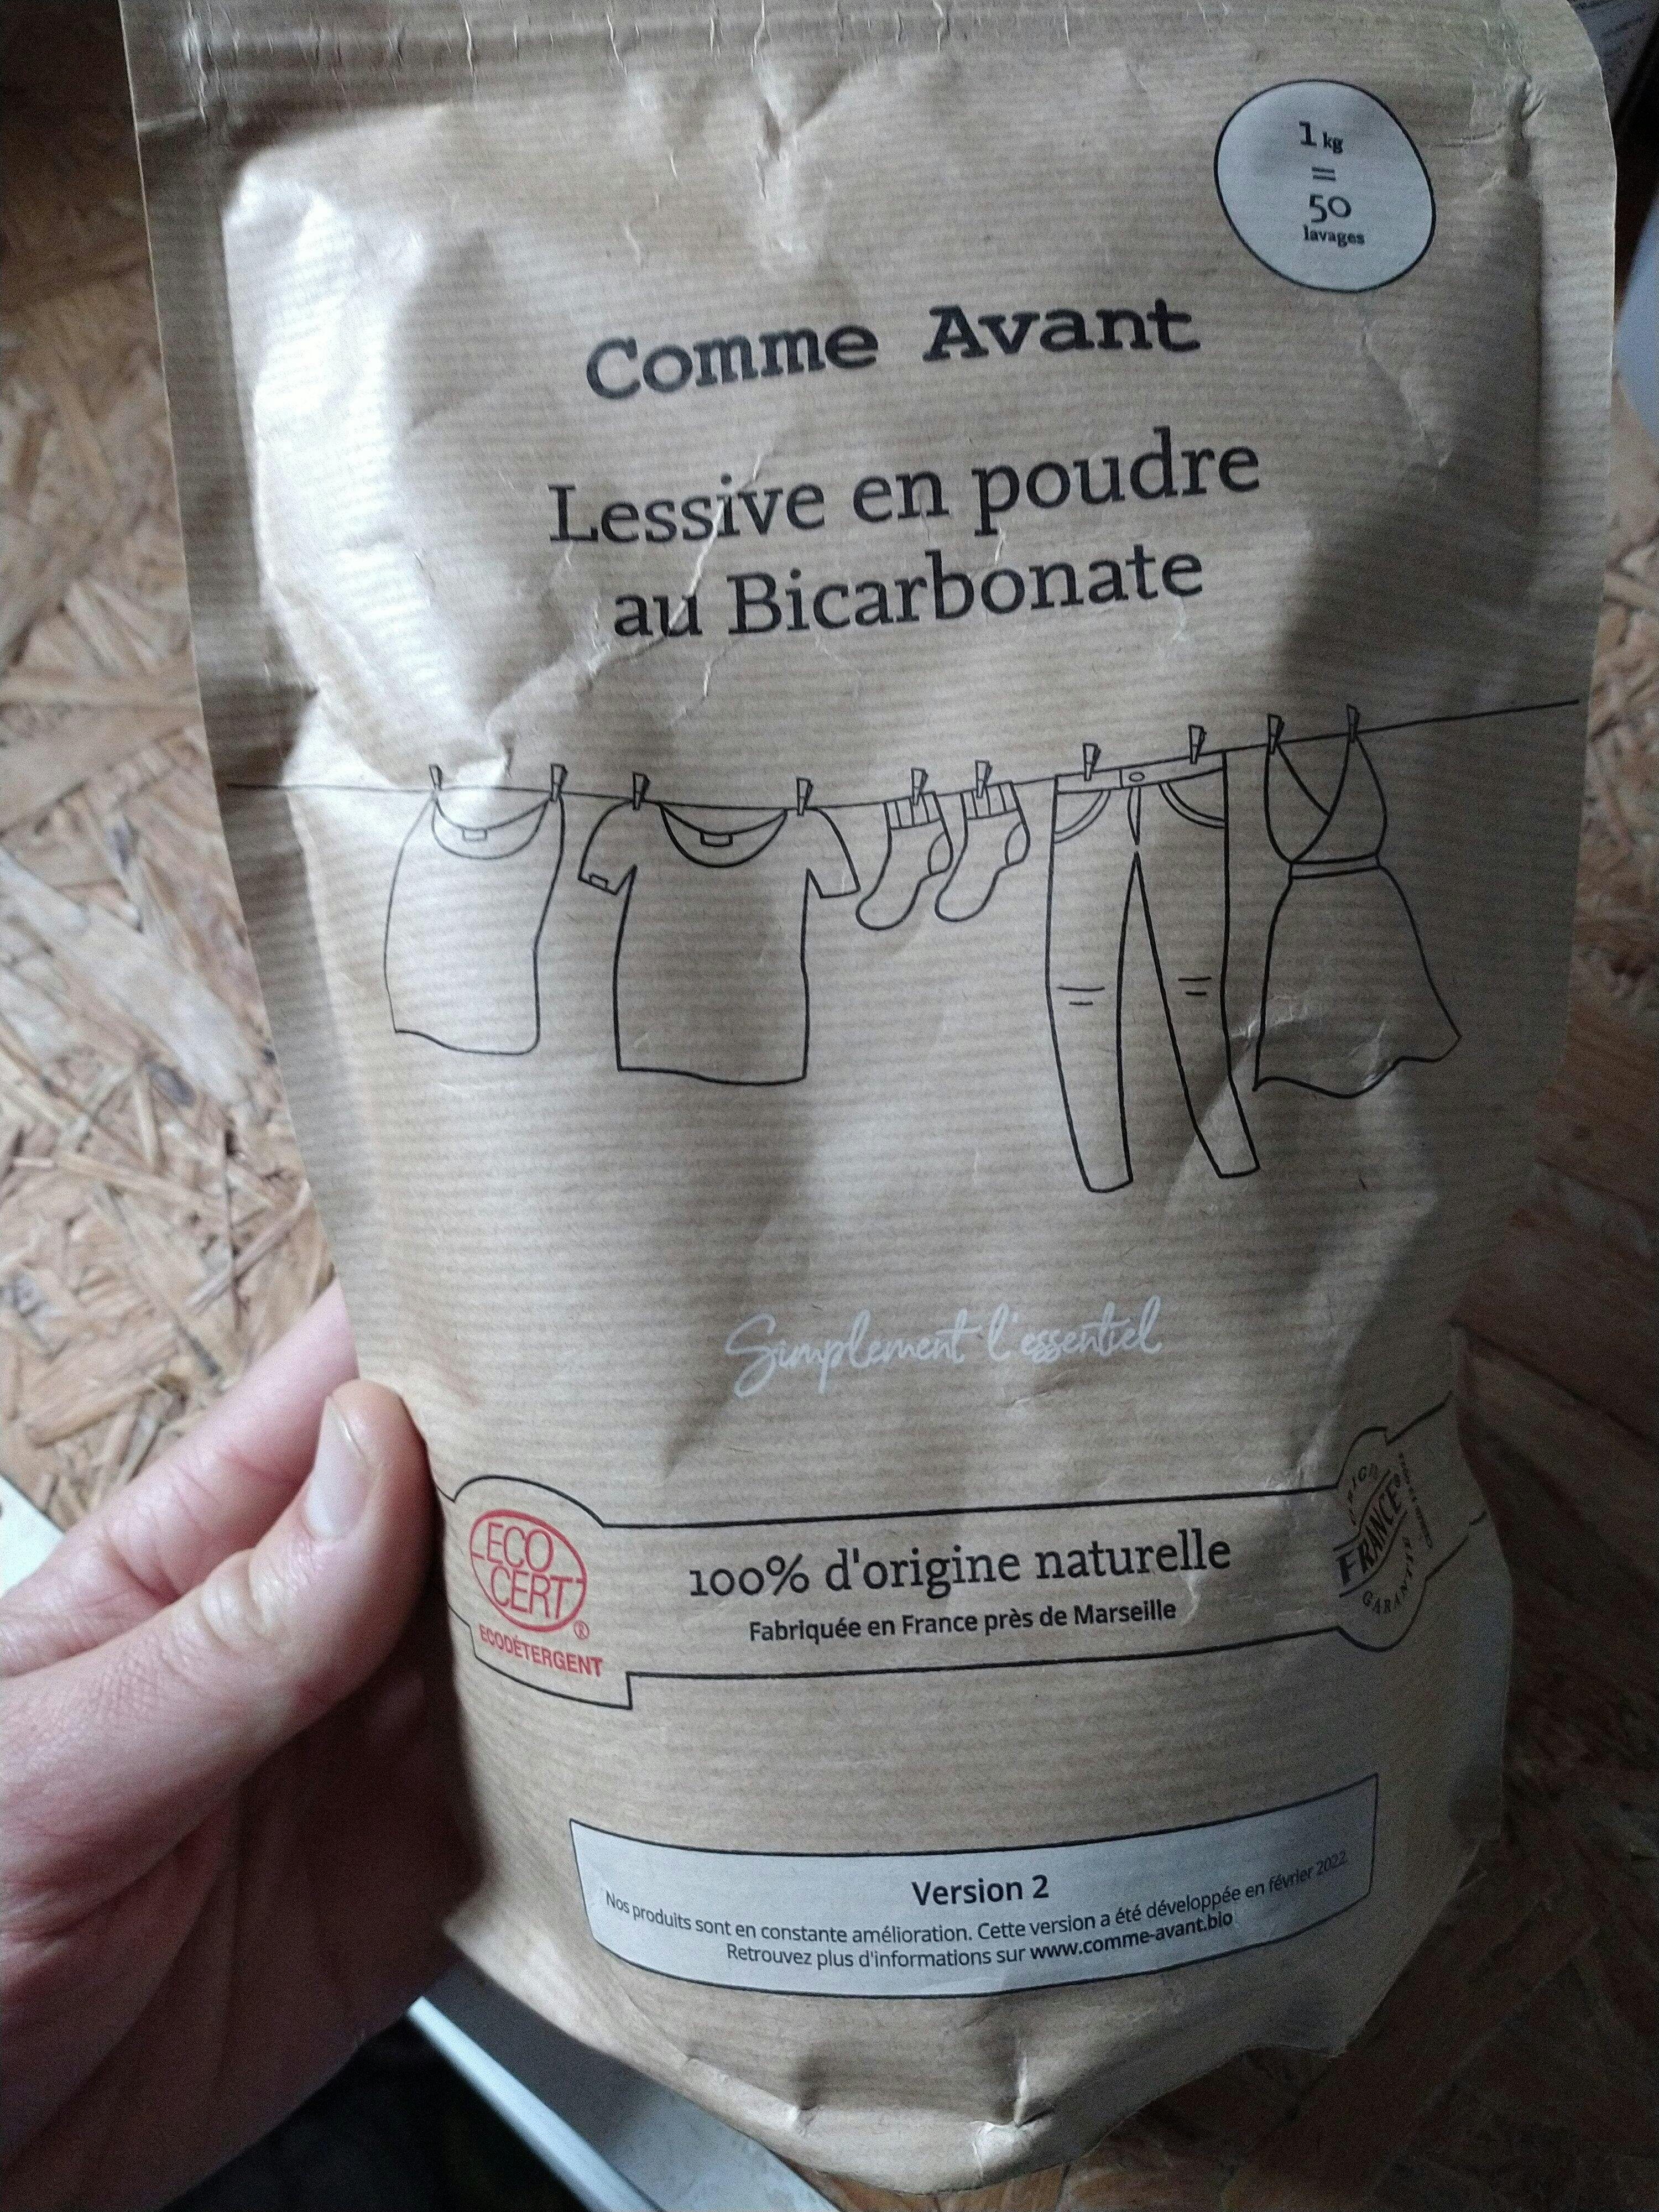 1 kg
=
50
lavages
Comme Avant
Lessive en poudre
au Bicarbonate
Simplement l'essentiel
ECO
CERT
®
ECODÉTERGENT
100% d'origine naturelle
Fabriquée en France près de Marseille
FRANCE®
GARANTIE
Version 2
Nos produits sont en constante amélioration. Cette version a été développée en février 2022.
Retrouvez plus d'informations sur www.comme-avant.bio